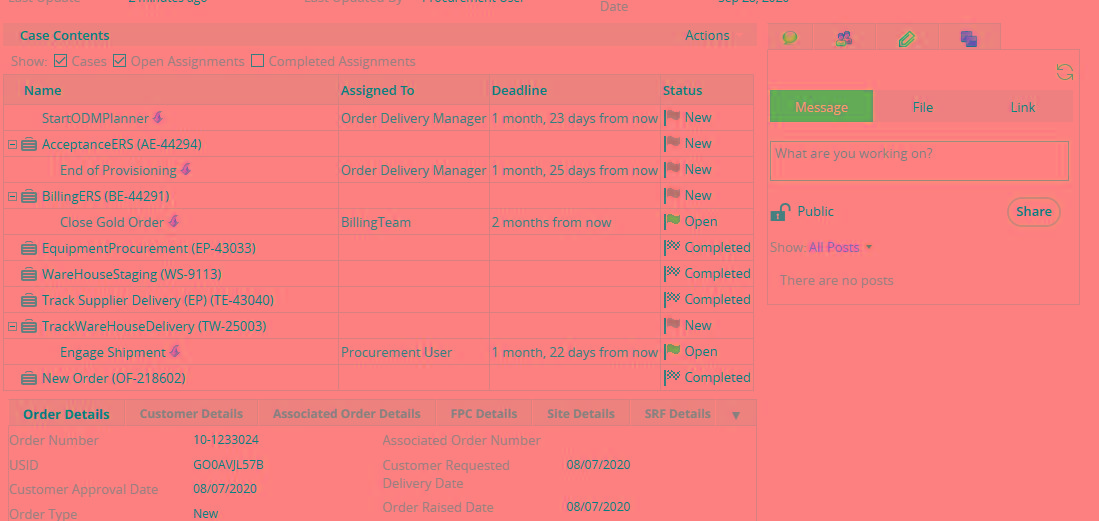 Last Update 2 minutes ago Last Updated By Procurement User Date Sep 28, 2020
Case Contents Actions
Show: Cases Open Assignments Completed Assignments
Name Assigned To Deadline Status
StartODMPlanner Order Delivery Manager 1 month, 23 days from now New
AcceptanceERS (AE-44294) New
End of Provisioning Order Delivery Manager 1 month, 25 days from now New
BillingERS (BE-44291) New
Close Gold Order BillingTeam 2 months from now Open
EquipmentProcurement (EP-43033) Completed
WareHouseStaging (WS-9113) Completed
Track Supplier Delivery (EP) (TE-43040) Completed
TrackWareHouseDelivery (TW-25003) New
Engage Shipment Procurement User 1 month, 22 days from now Open
New Order (OF-218602) Completed
Message File Link
What are you working on?
Public Share
Show: All Posts
There are no posts
Order Details Customer Details Associated Order Details FPC Details Site Details SRF Details
Order Number 10-1233024 Associated Order Number
USID GO0AVJL57B Customer Requested Delivery Date 08/07/2020
Customer Approval Date 08/07/2020
Order Raised Date 08/07/2020
Order Type New